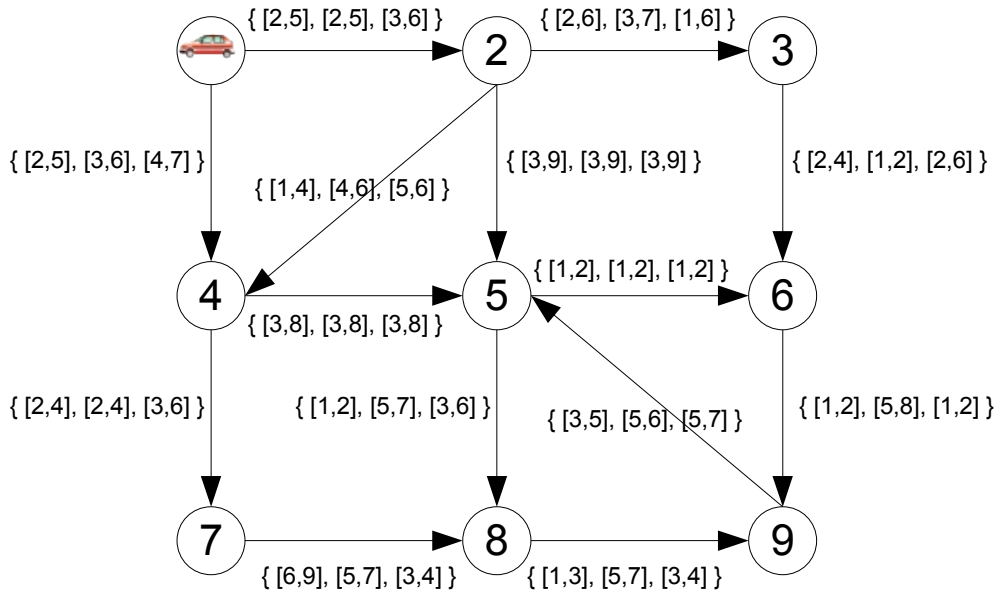 { [2,5], [2,5], [3,6] }
{ [2,6], [3,7], [1,6] }
2
3
{ [2,5], [3,6], [4,7] }
{ [1,4], [4,6], [5,6] }
{ [3,9], [3,9], [3,9] }
{ [2,4], [1,2], [2,6] }
4
5
{ [1,2], [1,2], [1,2] }
6
{ [3,8], [3,8], [3,8] }
{ [2,4], [2,4], [3,6] }
{ [1,2], [5,7], [3,6] }
{ [3,5], [5,6], [5,7] }
{ [1,2], [5,8], [1,2] }
7
8
9
{ [6,9], [5,7], [3,4] }
{ [1,3], [5,7], [3,4] }